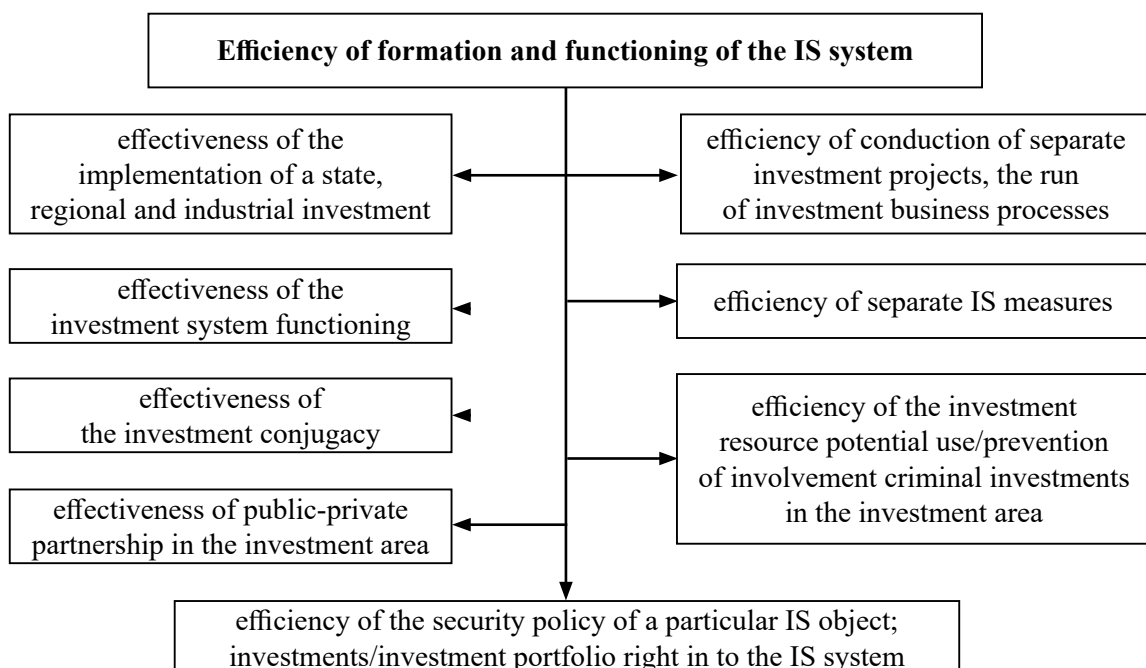 Efficiency of formation and functioning of the IS system
effectiveness of the
implementation of a state,
regional and industrial investment
efficiency of conduction of separate
investment projects, the run
of investment business processes
effectiveness of the
investment system functioning
efficiency of separate IS measures
effectiveness of
the investment conjugacy
efficiency of the investment
resource potential use/prevention
of involvement criminal investments
in the investment area
effectiveness of public-private
partnership in the investment area
efficiency of the security policy of a particular IS object;
investments/investment portfolio right in to the IS system